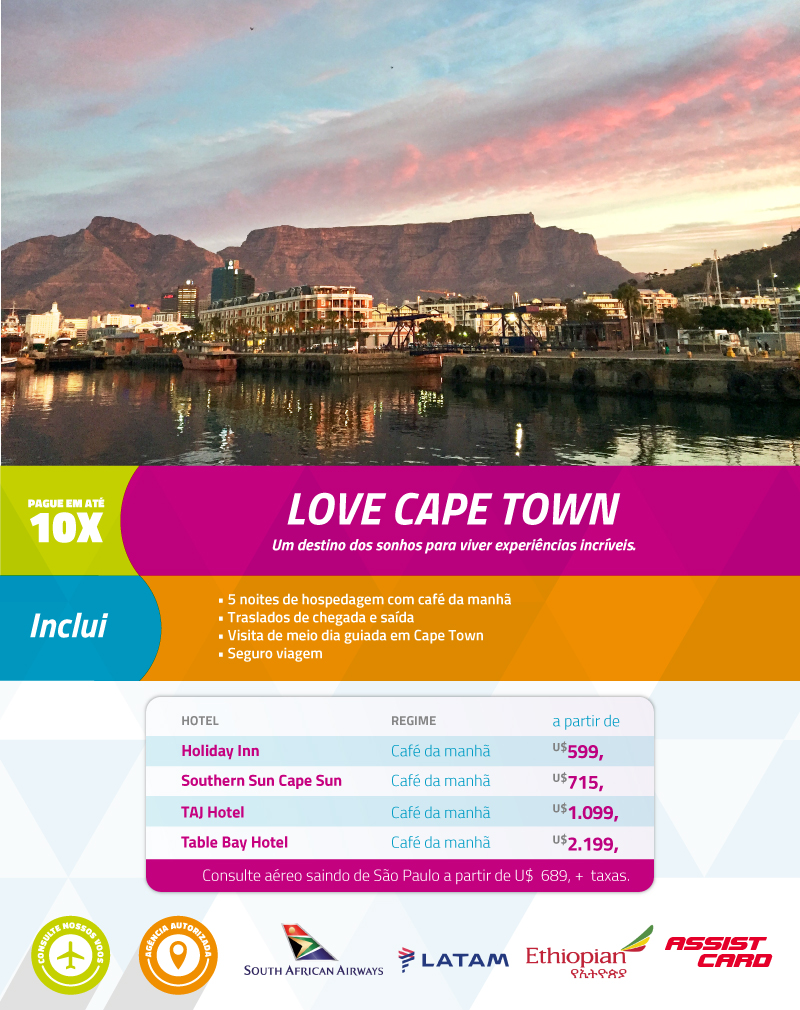 PAGUE EM ATÉ
10X
LOVE CAPE TOWN
Um destino dos sonhos para viver experiências incríveis.
Inclui
• 5 noites de hospedagem com café da manhã
• Traslados de chegada e saída
• Visita de meio dia guiada em Cape Town
• Seguro viagem
HOTEL REGIME a partir de
Holiday Inn Café da manhã U$599,
Southern Sun Cape Sun Café da manhã U$715,
TAJ Hotel Café da manhã U$1.099,
Table Bay Hotel Café da manhã U$2.199,
Consulte aéreo saindo de São Paulo a partir de U$ 689, + taxas.
CONSULTE NOSSOS VOOS
AGÊNCIA AUTORIZADA
SOUTH AFRICAN AIRWAYS
LATAM
Ethiopian
የኢትዮጵያ
ASSIST
CARD